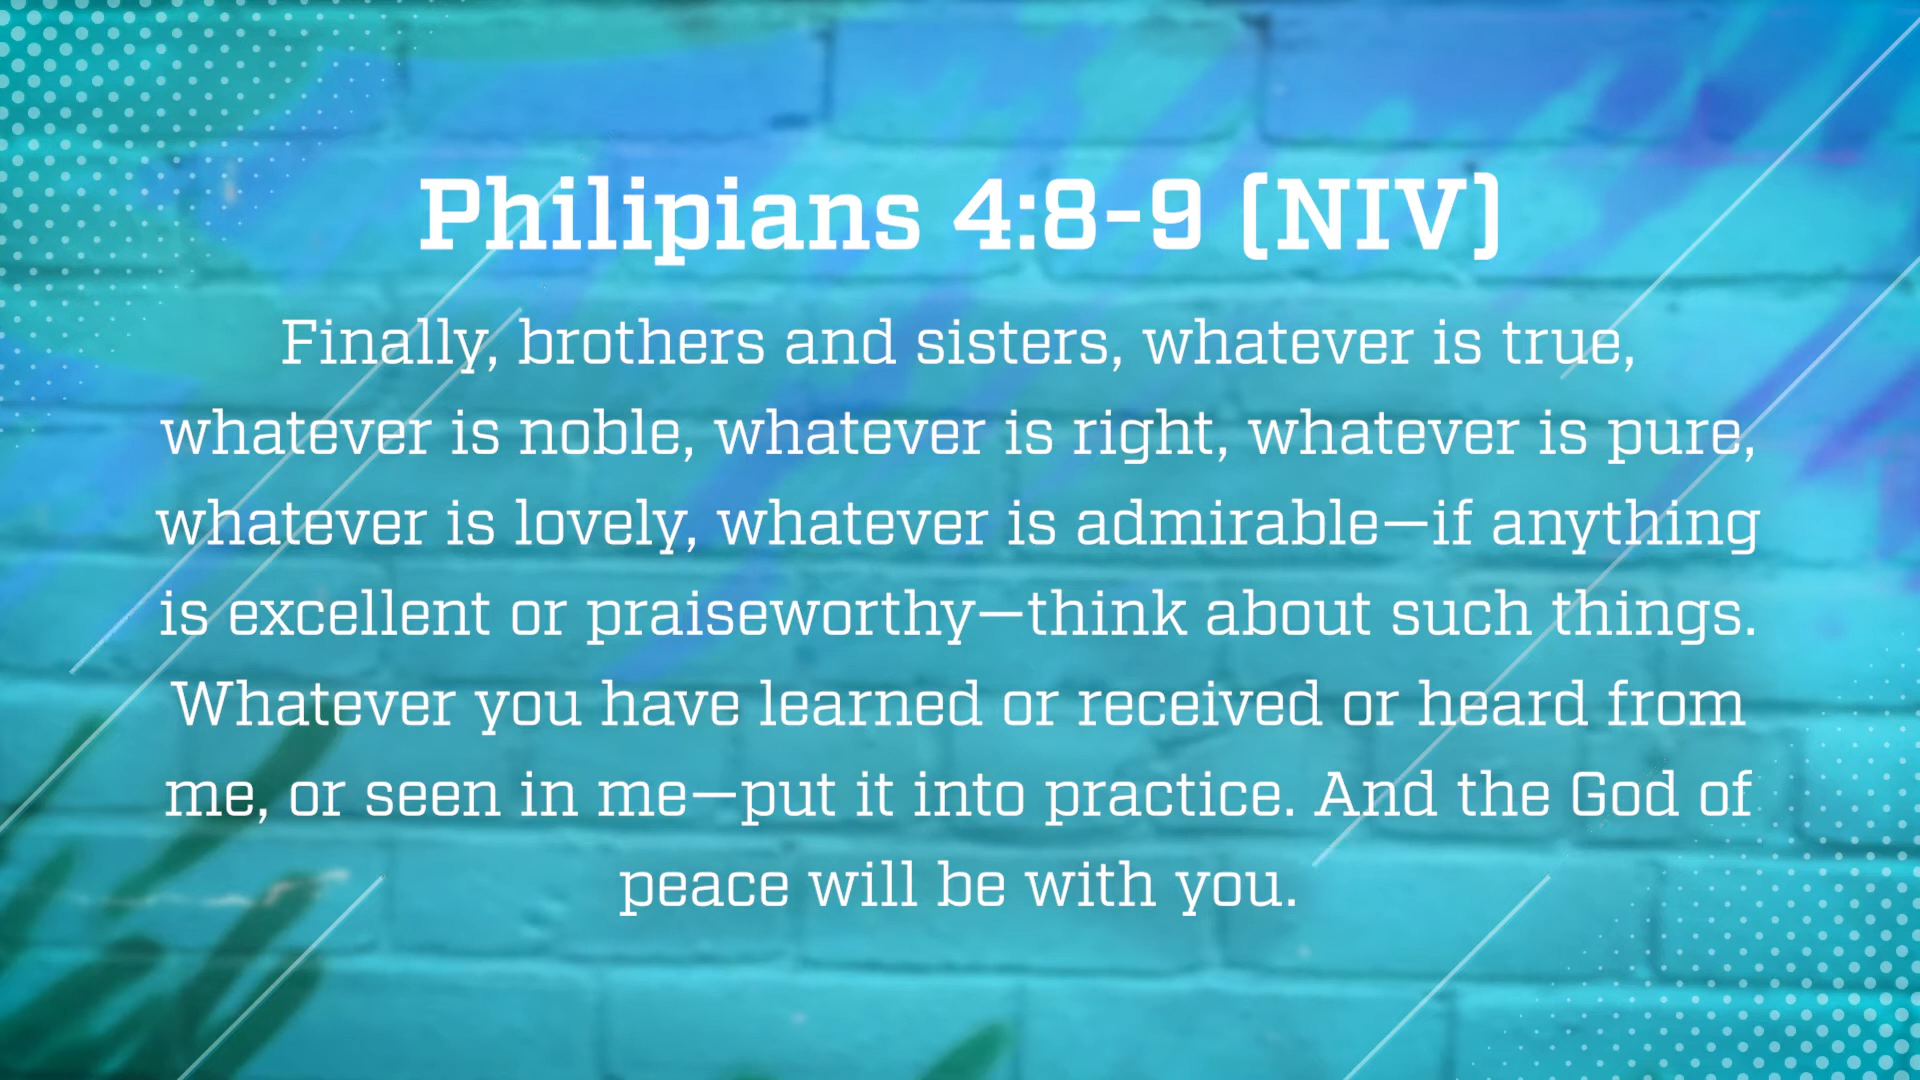 Philipians 4:8-9 (NIV)
Finally, brothers and sisters, whatever is true,
whatever is noble, whatever is right, whatever is pure,
whatever is lovely, whatever is admirable—if anything
is excellent or praiseworthy—think about such things.
Whatever you have learned or received or heard from
me, or seen in me—put it into practice. And the God of
peace will be with you.